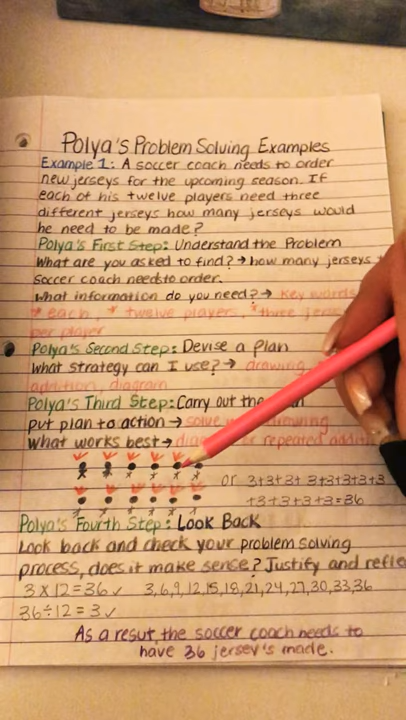 Polya's Problem Solving Examples
Example 1: A soccer coach needs to order
new jerseys for the upcoming season. If
each of his twelve players need three
different jerseys how many jerseys would
he need to be made?
Polya's First Step: Understand the Problem
What are you asked to find? → how many jerseys
soccer coach needs to order.
What information do you need? → key words
* each, * twelve player, * three
per player
Polya's Second Step: Devise a Plan
What strategy can I use? → drawing
addition, diagram
Polya's Third Step: Carry out the
put plan to action → solve drawing
What works best → repeated
or 3+3+3+3+3+3+3+3
+3+3+3+3=36
Polya's Fourth Step: Look Back
Look back and check your problem solving
process, does it make sense? Justify and
3 x 12 = 36 ✓ 3,6,9,12,15,18,21,24,27,30,33,36
36 ÷ 12 = 3 ✓
As a resut, the soccer coach needs to
have 36 jersey's made.